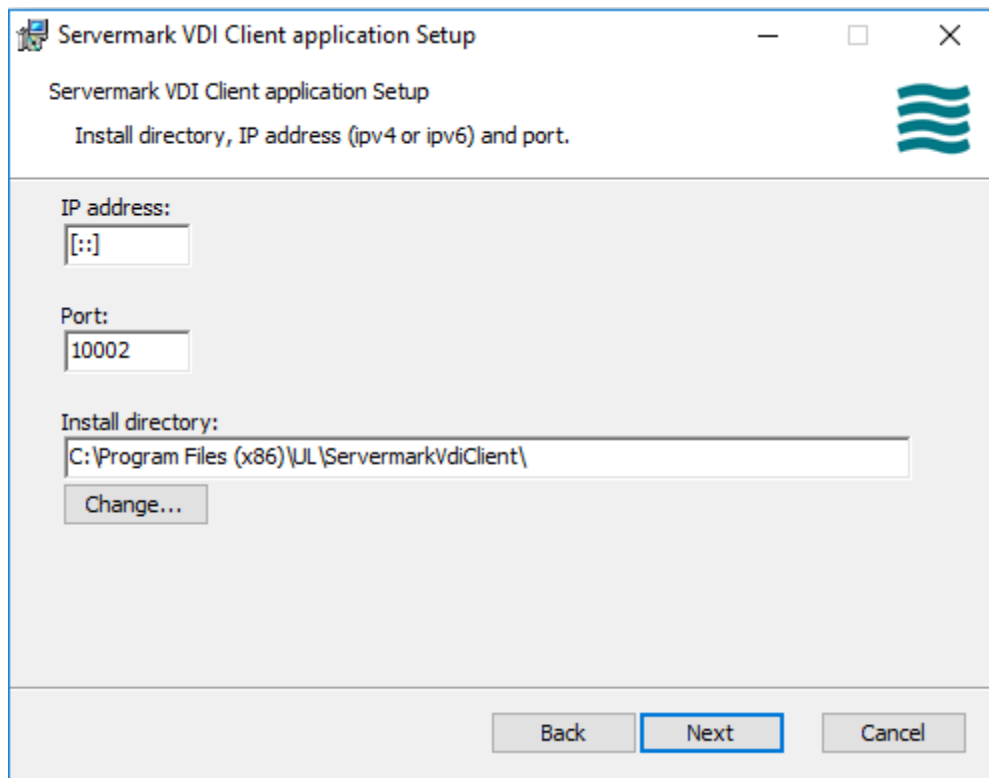 Servermark VDI Client application Setup
Servermark VDI Client application Setup
Install directory, IP address (ipv4 or ipv6) and port.
IP address:
[::]
Port:
10002
Install directory:
C:\Program Files (x86)\UL\ServermarkVdiClient\
Change...
Back Next Cancel